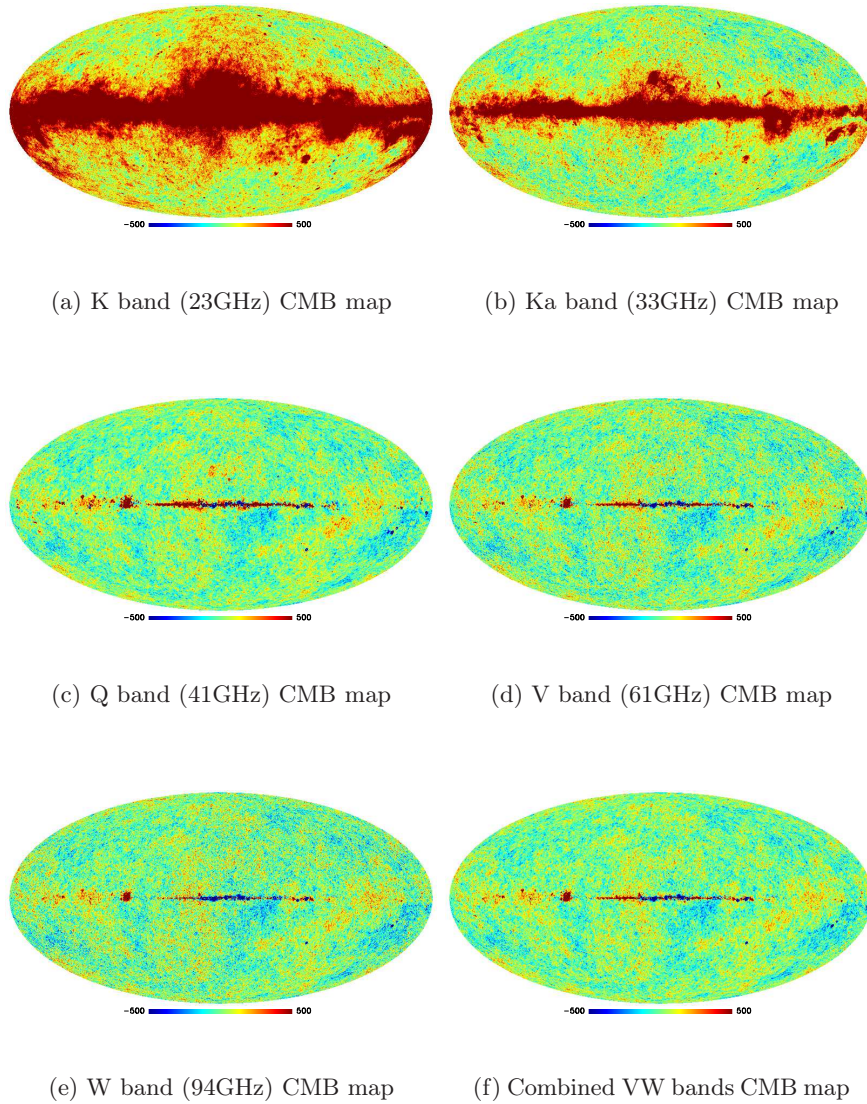 −500 500 −500 500
(a) K band (23GHz) CMB map (b) Ka band (33GHz) CMB map
−500 500 −500 500
(c) Q band (41GHz) CMB map (d) V band (61GHz) CMB map
−500 500 −500 500
(e) W band (94GHz) CMB map (f) Combined VW bands CMB map